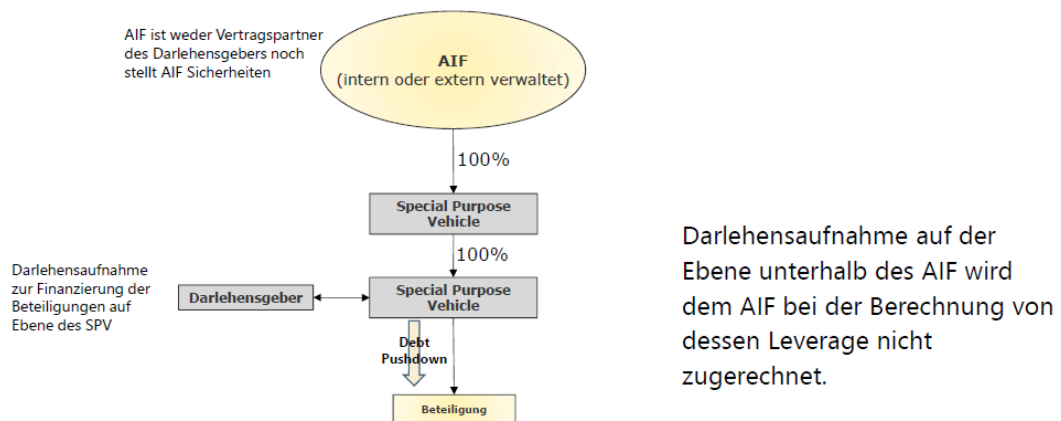 AIF ist weder Vertragspartner
des Darlehensgebers noch
stellt AIF Sicherheiten
AIF
(intern oder extern verwaltet)
100%
Special Purpose
Vehicle
100%
Darlehensaufnahme
zur Finanzierung der
Beteiligungen auf
Ebene des SPV
Darlehensgeber
Special Purpose
Vehicle
Debt
Pushdown
Beteiligung
Darlehensaufnahme auf der
Ebene unterhalb des AIF wird
dem AIF bei der Berechnung von
dessen Leverage nicht
zugerechnet.